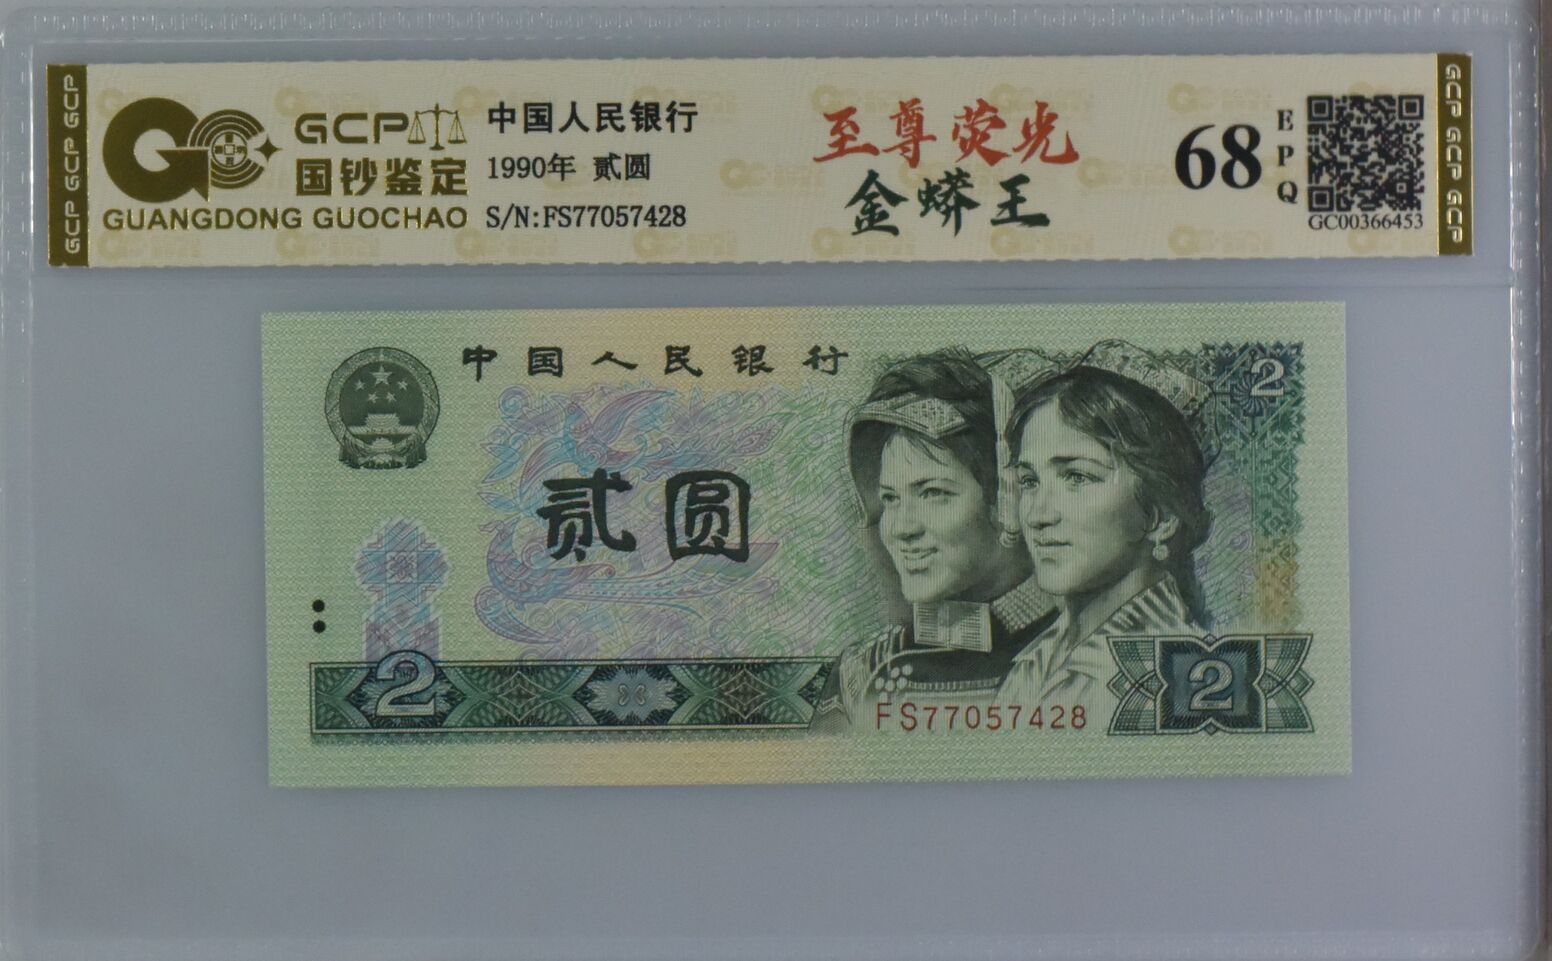 GCP GCP GCP
GCP
国钞鉴定
GUANGDONG GUOCHAO
中国人民银行
1990年 贰圆
S/N:FS77057428
至尊荧光
金蟒王
68
EPQ
GC00366453
GCP GCP GCP
中国人民银行
2
贰圆
2
FS77057428
2